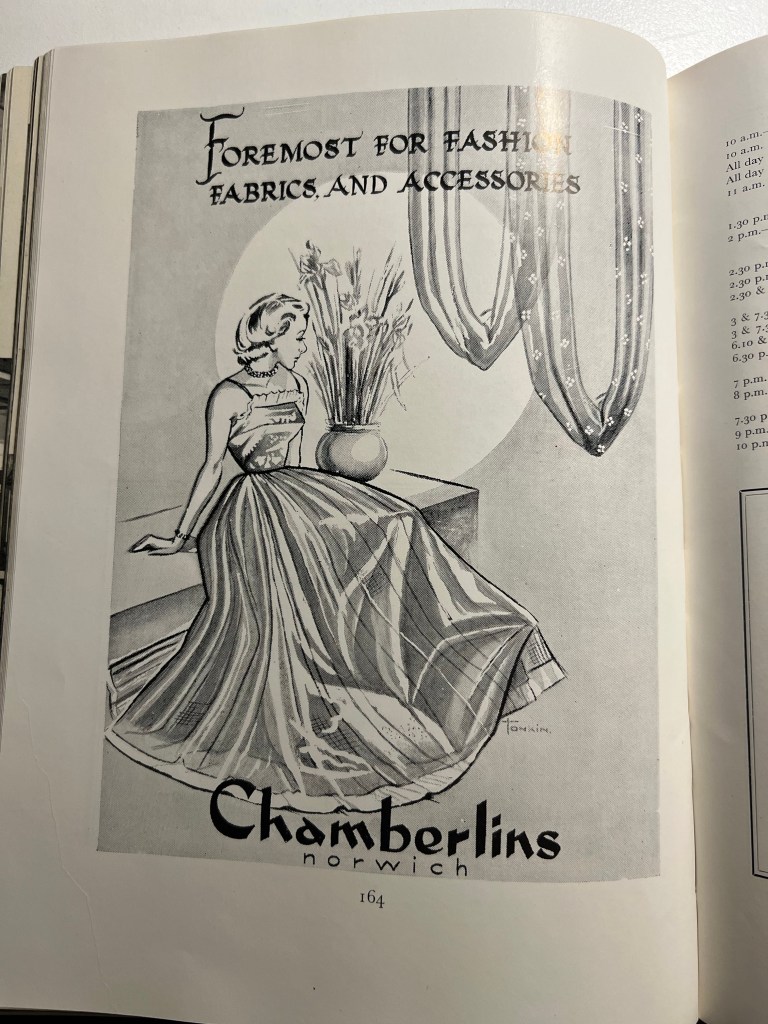 FOREMOST FOR FASHION
FABRICS, AND ACCESSORIES
Chamberlins
norwich
164
10 a.m.—
10 a.m.
All day
All day
11 a.m.
1.30 p.m
2 p.m.—
2.30 p.
2.30 p.
2.30 &
3 & 7.3
3 & 7.
6.10 &
6.30 p.
7 p.m.
8 p.m.
7.30 p
9 p.m.
10 p.m